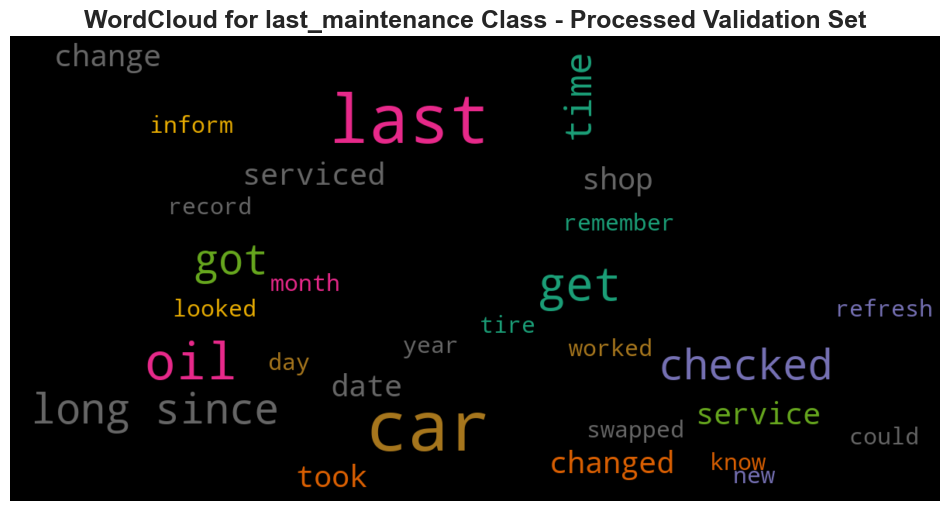 WordCloud for last_maintenance Class - Processed Validation Set
change
time
last
inform
serviced
shop
record
remember
got
month
get
looked
refresh
tire
year
worked
oil
day
checked
date
long since
car
service
swapped
could
changed
know
took
new